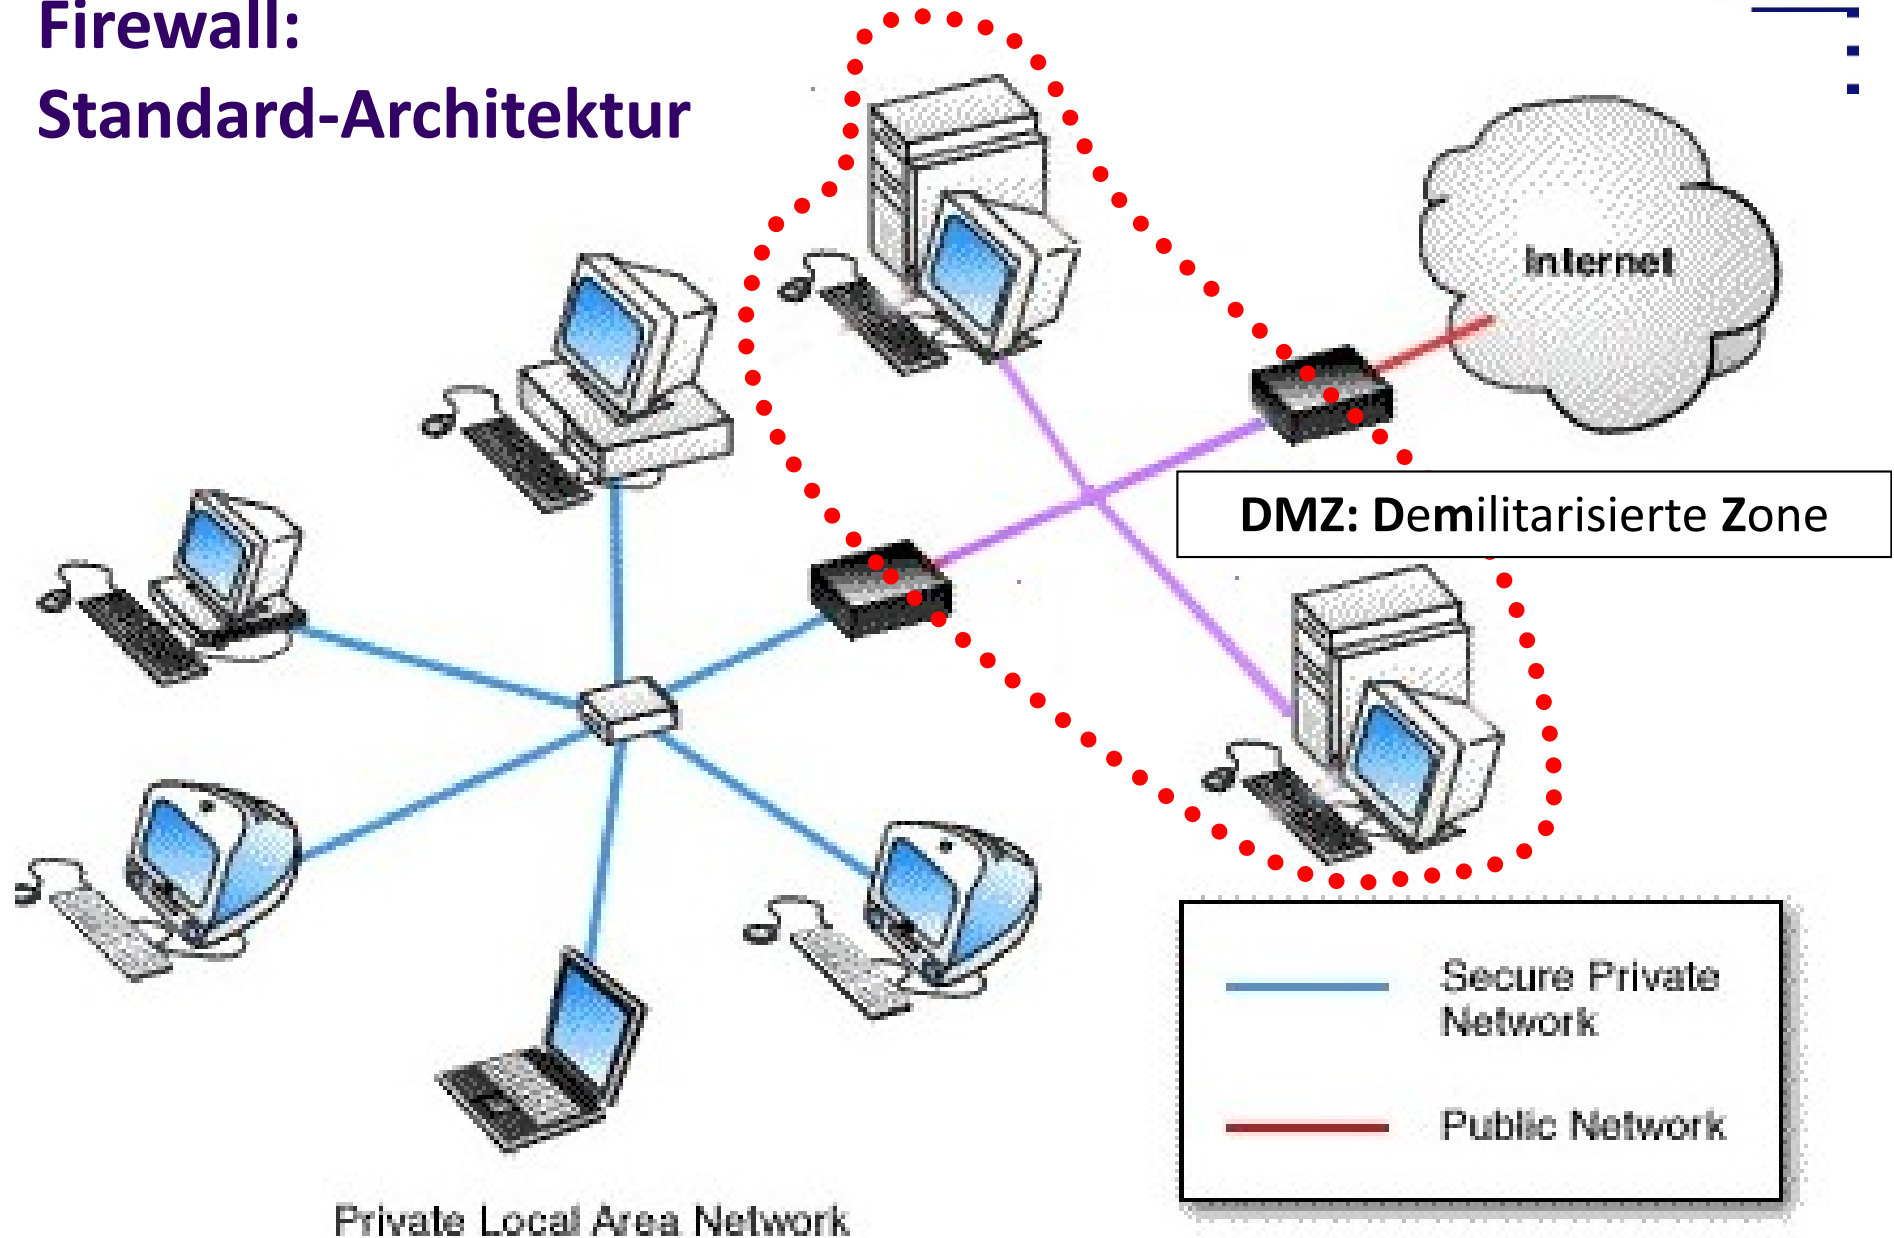 Firewall:
Standard-Architektur
Internet
DMZ: Demilitarisierte Zone
Secure Private
Network
Public Network
Private Local Area Network